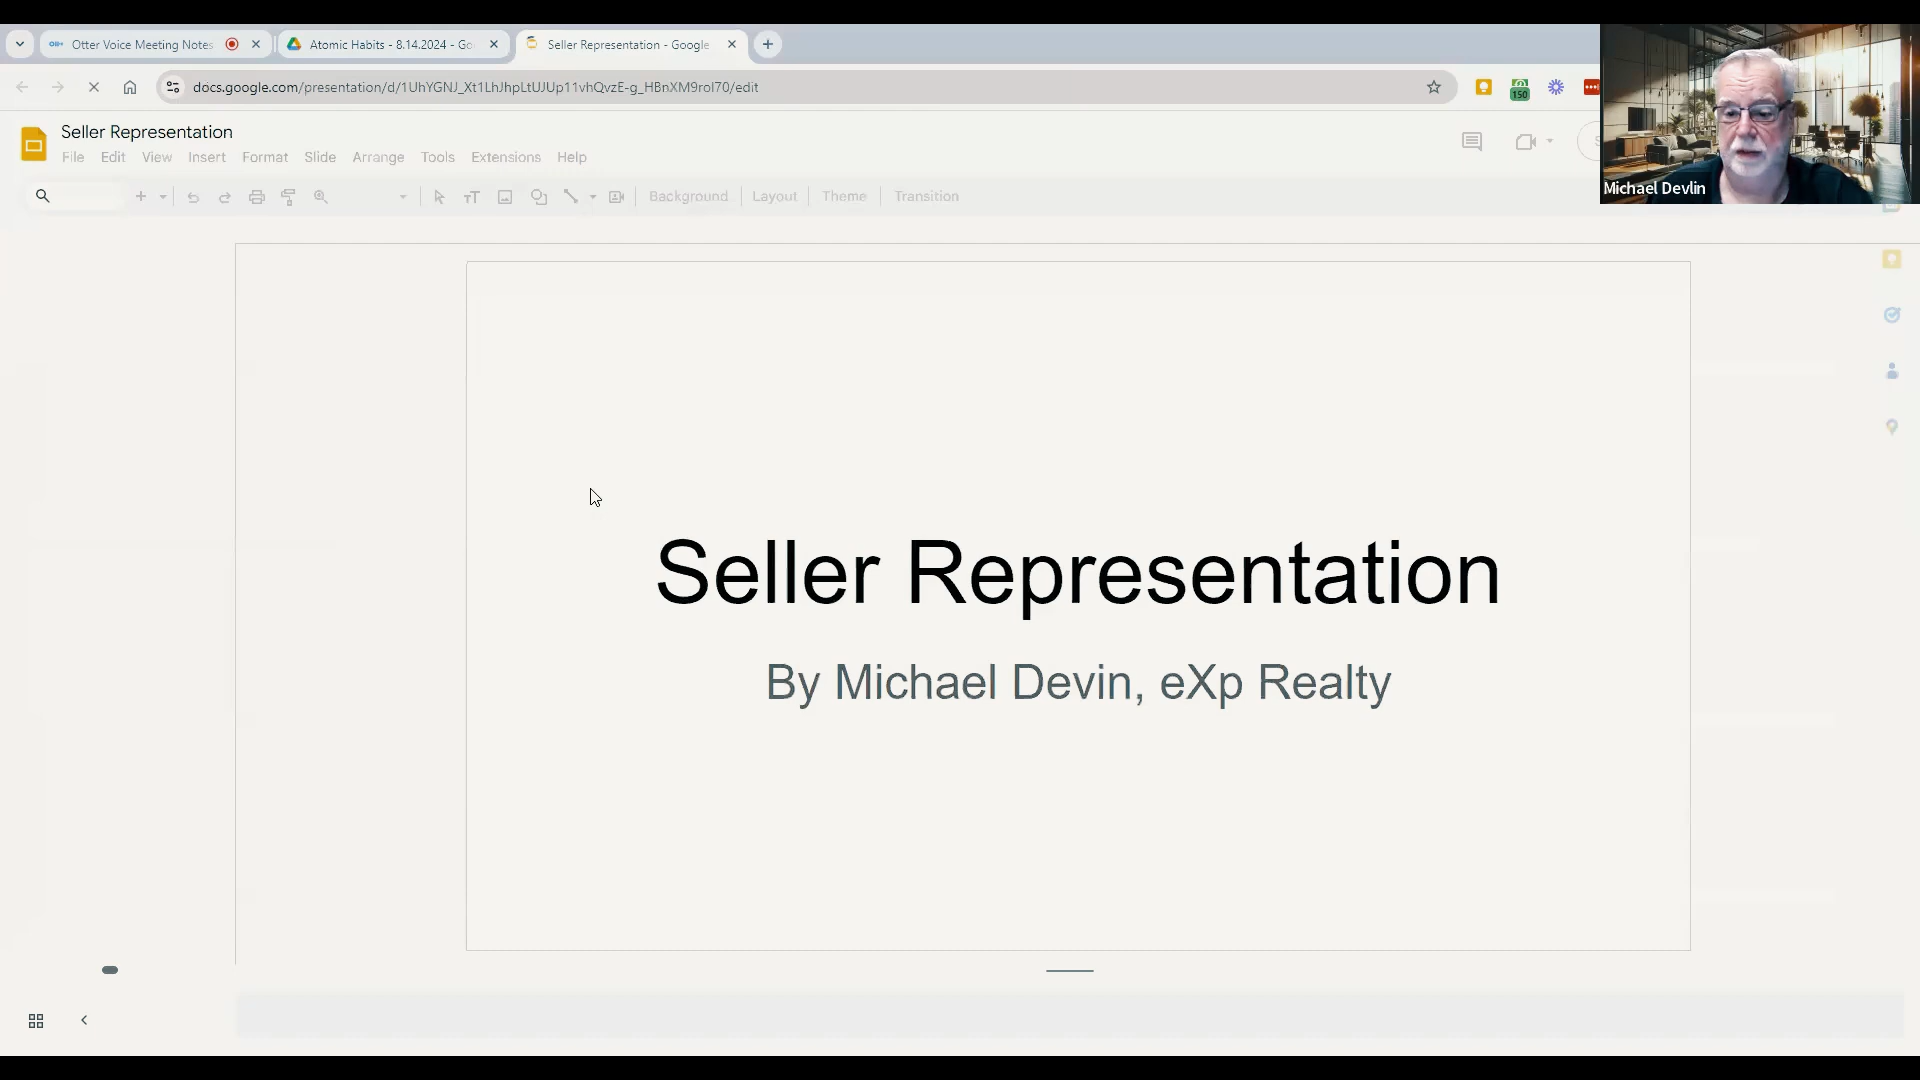 Otter Voice Meeting Notes
Atomic Habits - 8.14.2024 - Go
Seller Representation - Google
docs.google.com/presentation/d/1UhYGNJ_Xt1LhJhpLtUJUp11vhQvzE-g_HBnXM9roI70/edit
150
Seller Representation
File Edit View Insert Format Slide Arrange Tools Extensions Help
Background Layout Theme Transition
Michael Devlin
Seller Representation
By Michael Devin, eXp Realty